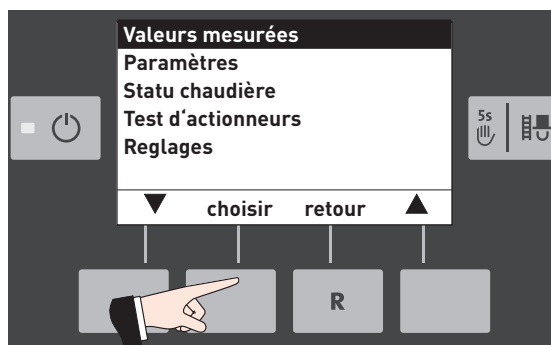 Valeurs mesurées
Paramètres
Statu chaudière
Test d‘actionneurs
Reglages
▼ choisir retour ▲
5s
R